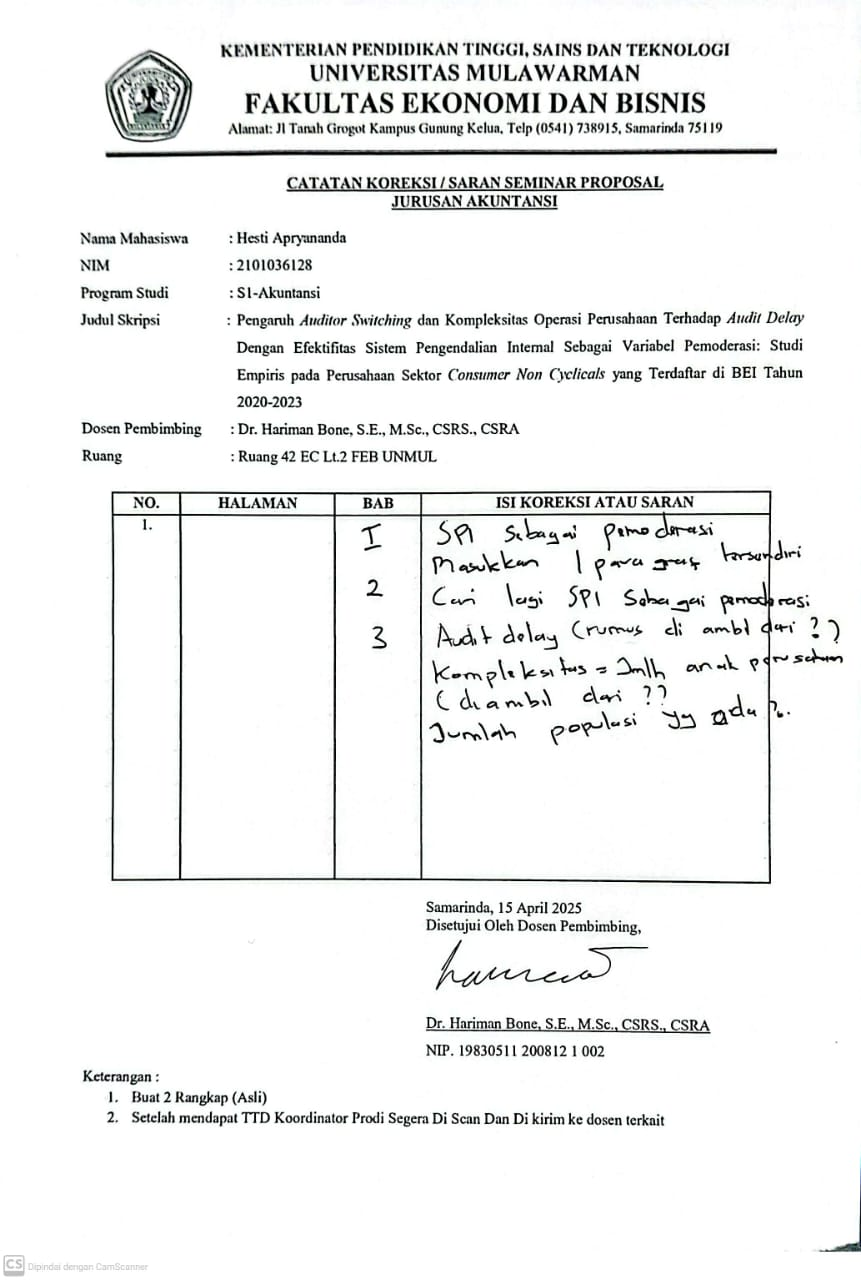 KEMENTERIAN PENDIDIKAN TINGGI, SAINS DAN TEKNOLOGI
UNIVERSITAS MULAWARMAN
FAKULTAS EKONOMI DAN BISNIS
Alamat: Jl Tanah Grogot Kampus Gunung Kelua, Telp (0541) 738915, Samarinda 75119
CATATAN KOREKSI / SARAN SEMINAR PROPOSAL
JURUSAN AKUNTANSI
Nama Mahasiswa : Hesti Apryananda
NIM : 2101036128
Program Studi : S1-Akuntansi
Judul Skripsi : Pengaruh Auditor Switching dan Kompleksitas Operasi Perusahaan Terhadap Audit Delay
Dengan Efektifitas Sistem Pengendalian Internal Sebagai Variabel Pemoderasi: Studi
Empiris pada Perusahaan Sektor Consumer Non Cyclicals yang Terdaftar di BEI Tahun
2020-2023
Dosen Pembimbing : Dr. Hariman Bone, S.E., M.Sc., CSRS., CSRA
Ruang : Ruang 42 EC Lt.2 FEB UNMUL
NO. HALAMAN BAB ISI KOREKSI ATAU SARAN
1. I SPI sebagai pemoderasi
Masukkan 1 paragraf tersendiri
2 Cari lagi SPI sebagai pemoderasi
3 Audit delay (rumus di ambl dari ? )
Kompleksitas = Jmlh anak perusahaan
( diambil dari ??
Jumlah populasi yg ada ?.
Samarinda, 15 April 2025
Disetujui Oleh Dosen Pembimbing,
Dr. Hariman Bone, S.E., M.Sc., CSRS., CSRA
NIP. 19830511 200812 1 002
Keterangan :
1. Buat 2 Rangkap (Asli)
2. Setelah mendapat TTD Koordinator Prodi Segera Di Scan Dan Di kirim ke dosen terkait
CS Dipindai dengan CamScanner